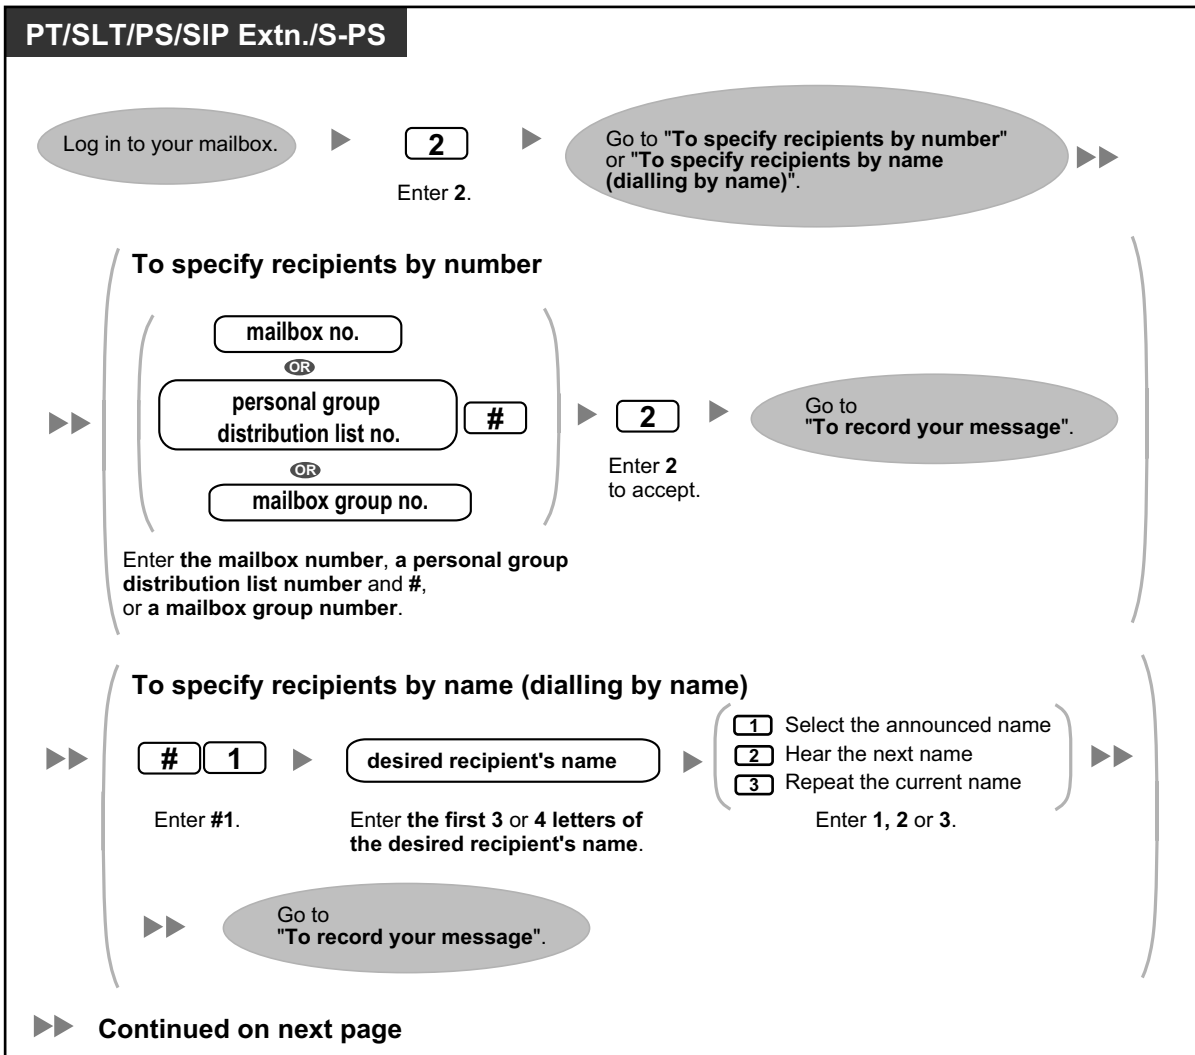 PT/SLT/PS/SIP Extn./S-PS
Log in to your mailbox.
2
Enter 2.
Go to "To specify recipients by number"
or "To specify recipients by name
(dialling by name)".
To specify recipients by number
mailbox no.
OR
personal group
distribution list no.
#
OR
mailbox group no.
Enter the mailbox number, a personal group
distribution list number and #,
or a mailbox group number.
2
Enter 2
to accept.
Go to
"To record your message".
To specify recipients by name (dialling by name)
# 1
Enter #1.
desired recipient's name
Enter the first 3 or 4 letters of
the desired recipient's name.
1 Select the announced name
2 Hear the next name
3 Repeat the current name
Enter 1, 2 or 3.
Go to
"To record your message".
Continued on next page